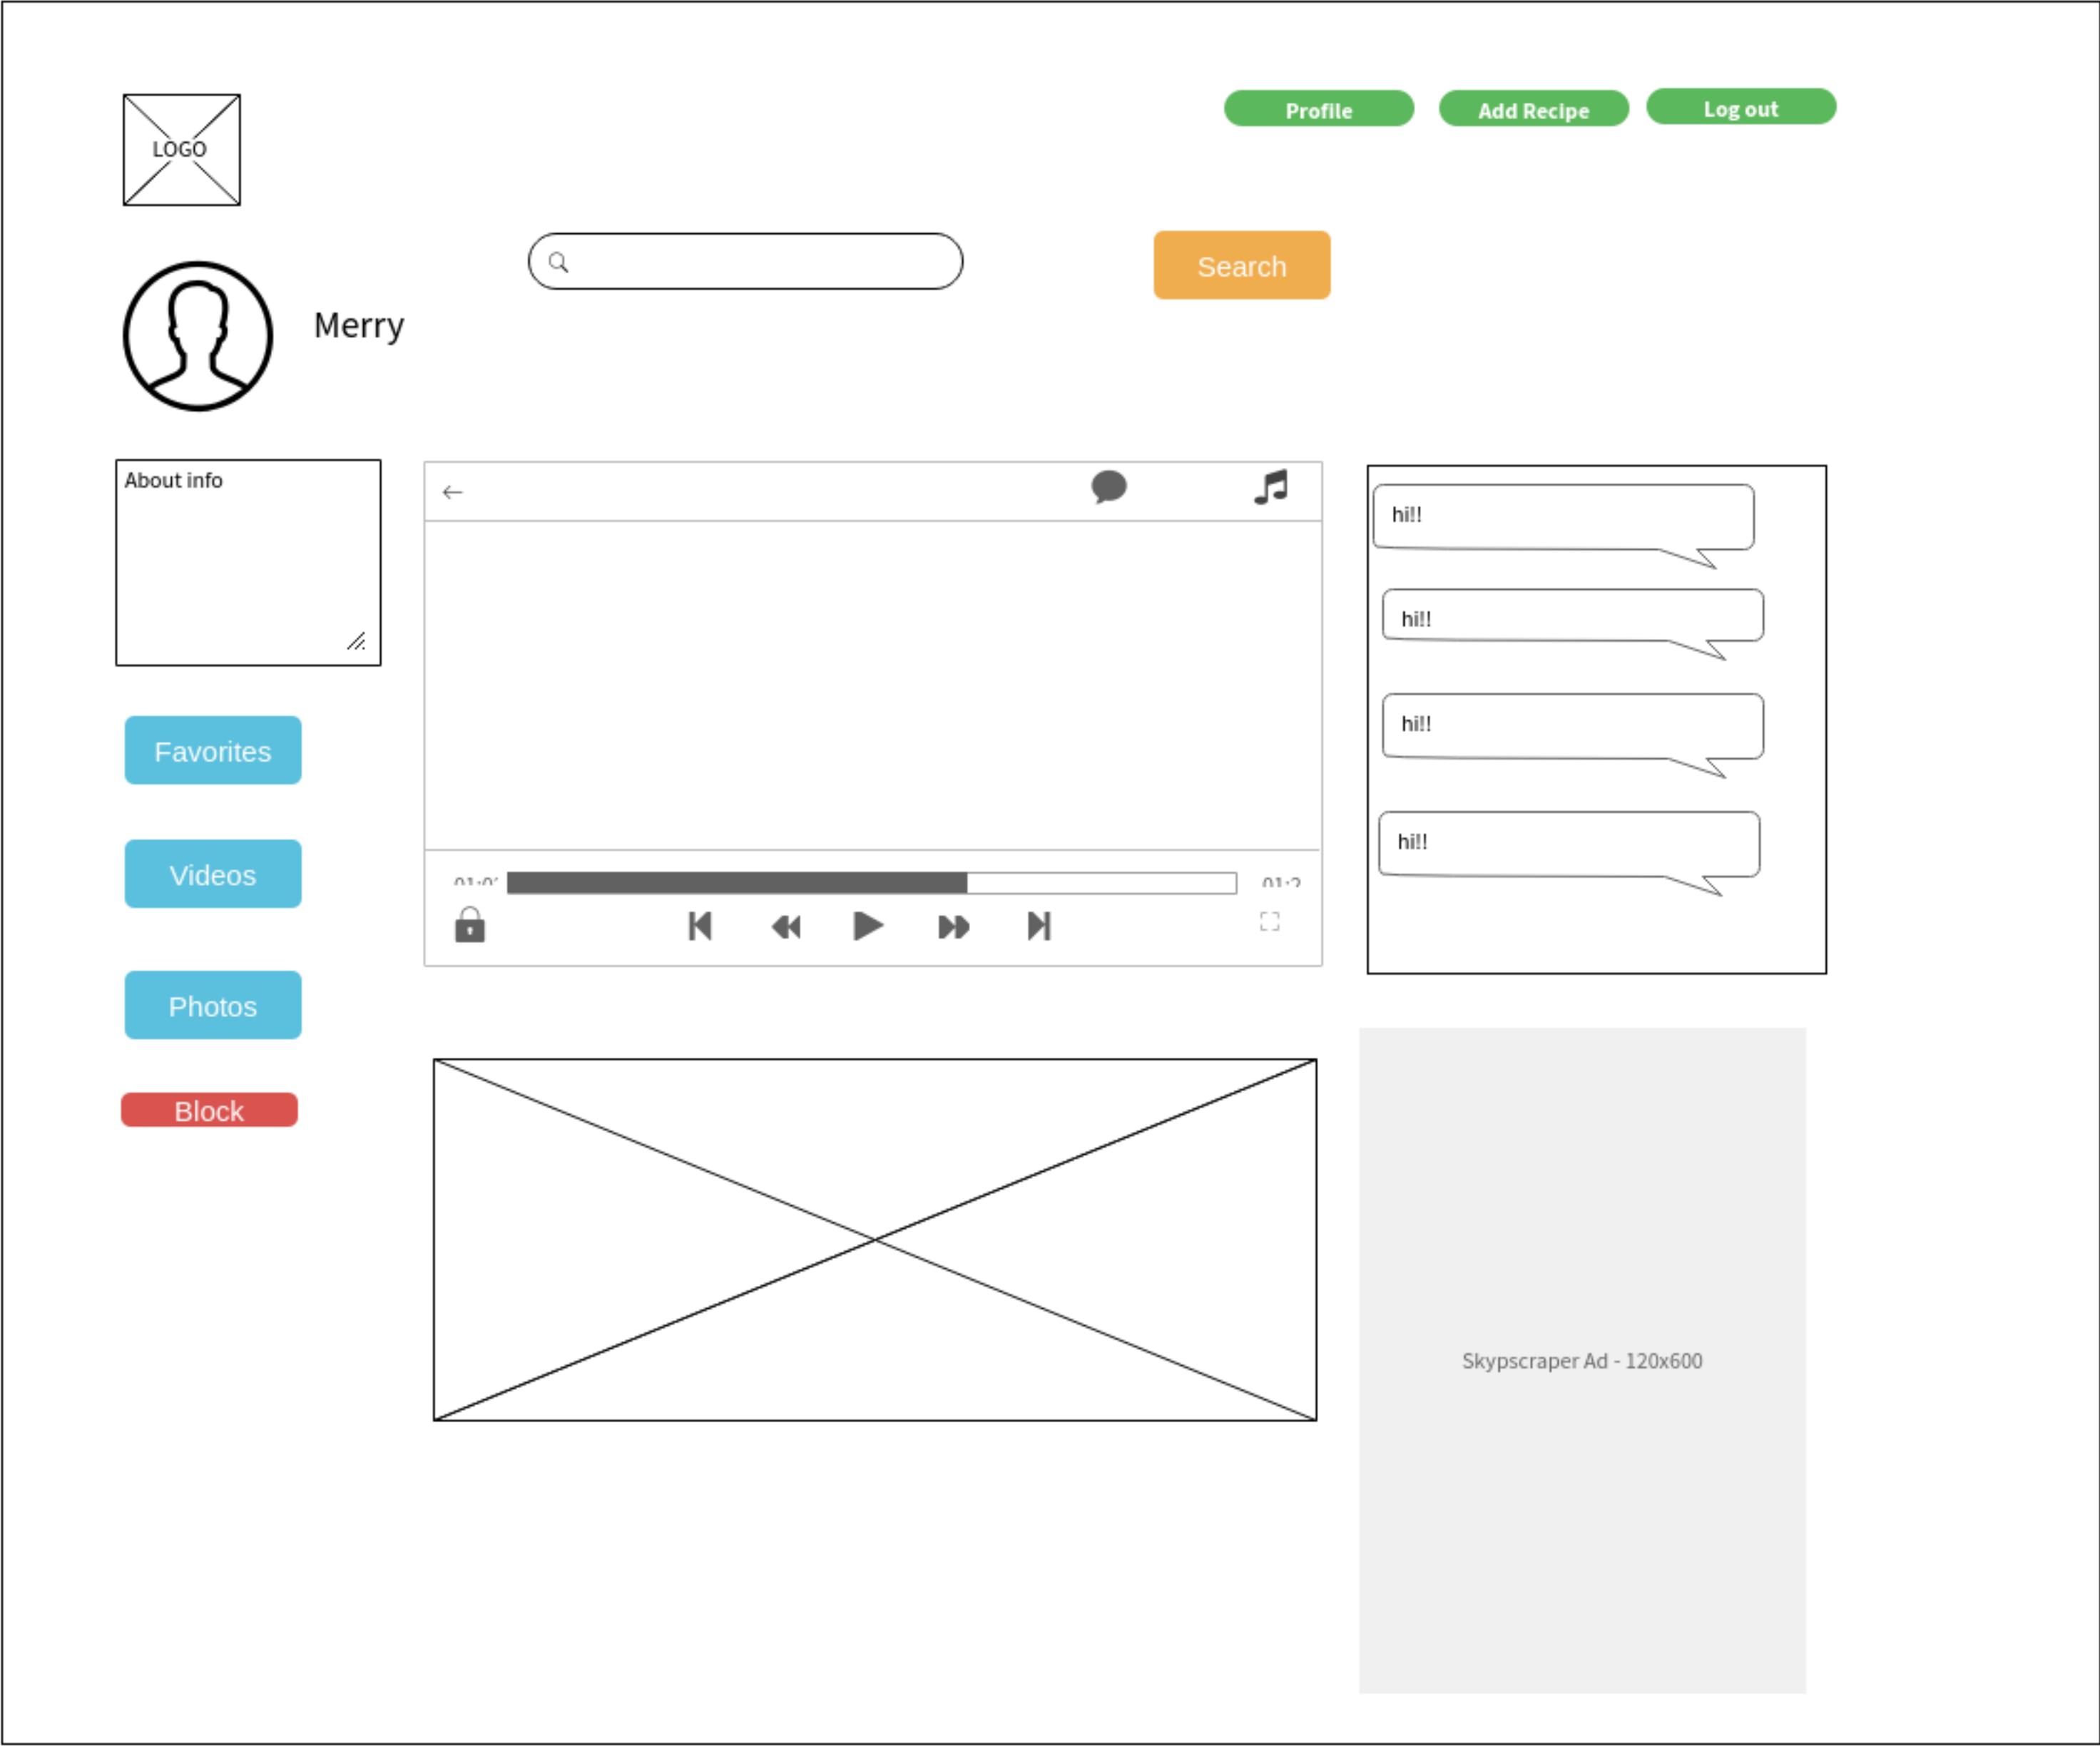 LOGO
Profile
Add Recipe
Log out
Search
Merry
About info
hi!!
hi!!
hi!!
hi!!
Favorites
Videos
Photos
Block
Skypscraper Ad - 120x600